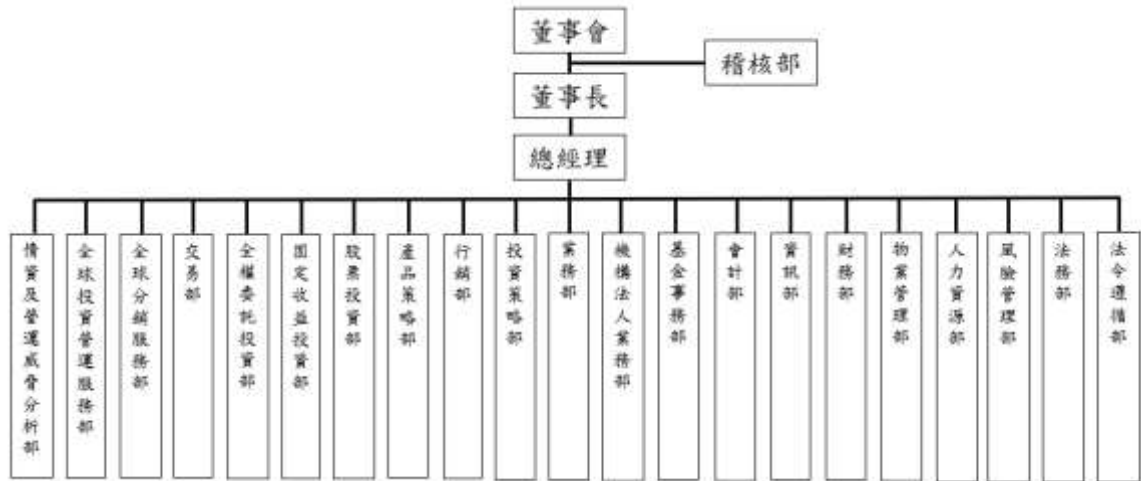 董事會
稽核部
董事長
總經理
情資及營運威脅分析部
全球投資營運服務部
全球分銷服務部
交易部
全權委託投資部
固定收益投資部
股票投資部
產品策略部
行銷部
投資策略部
業務部
機構法人業務部
基金事務部
會計部
資訊部
財務部
物業管理部
人力資源部
風險管理部
法務部
法令遵循部